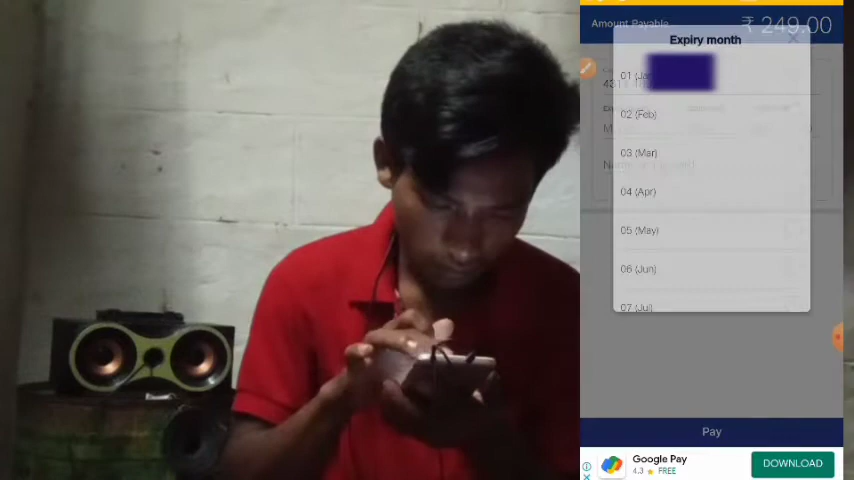 Amount Payable
₹ 249.00
Expiry month
01 (Jan
02 (Feb)
03 (Mar)
04 (Apr)
05 (May)
06 (Jun)
07 (Jul)
Pay
Google Pay
4.3 ★ FREE
DOWNLOAD